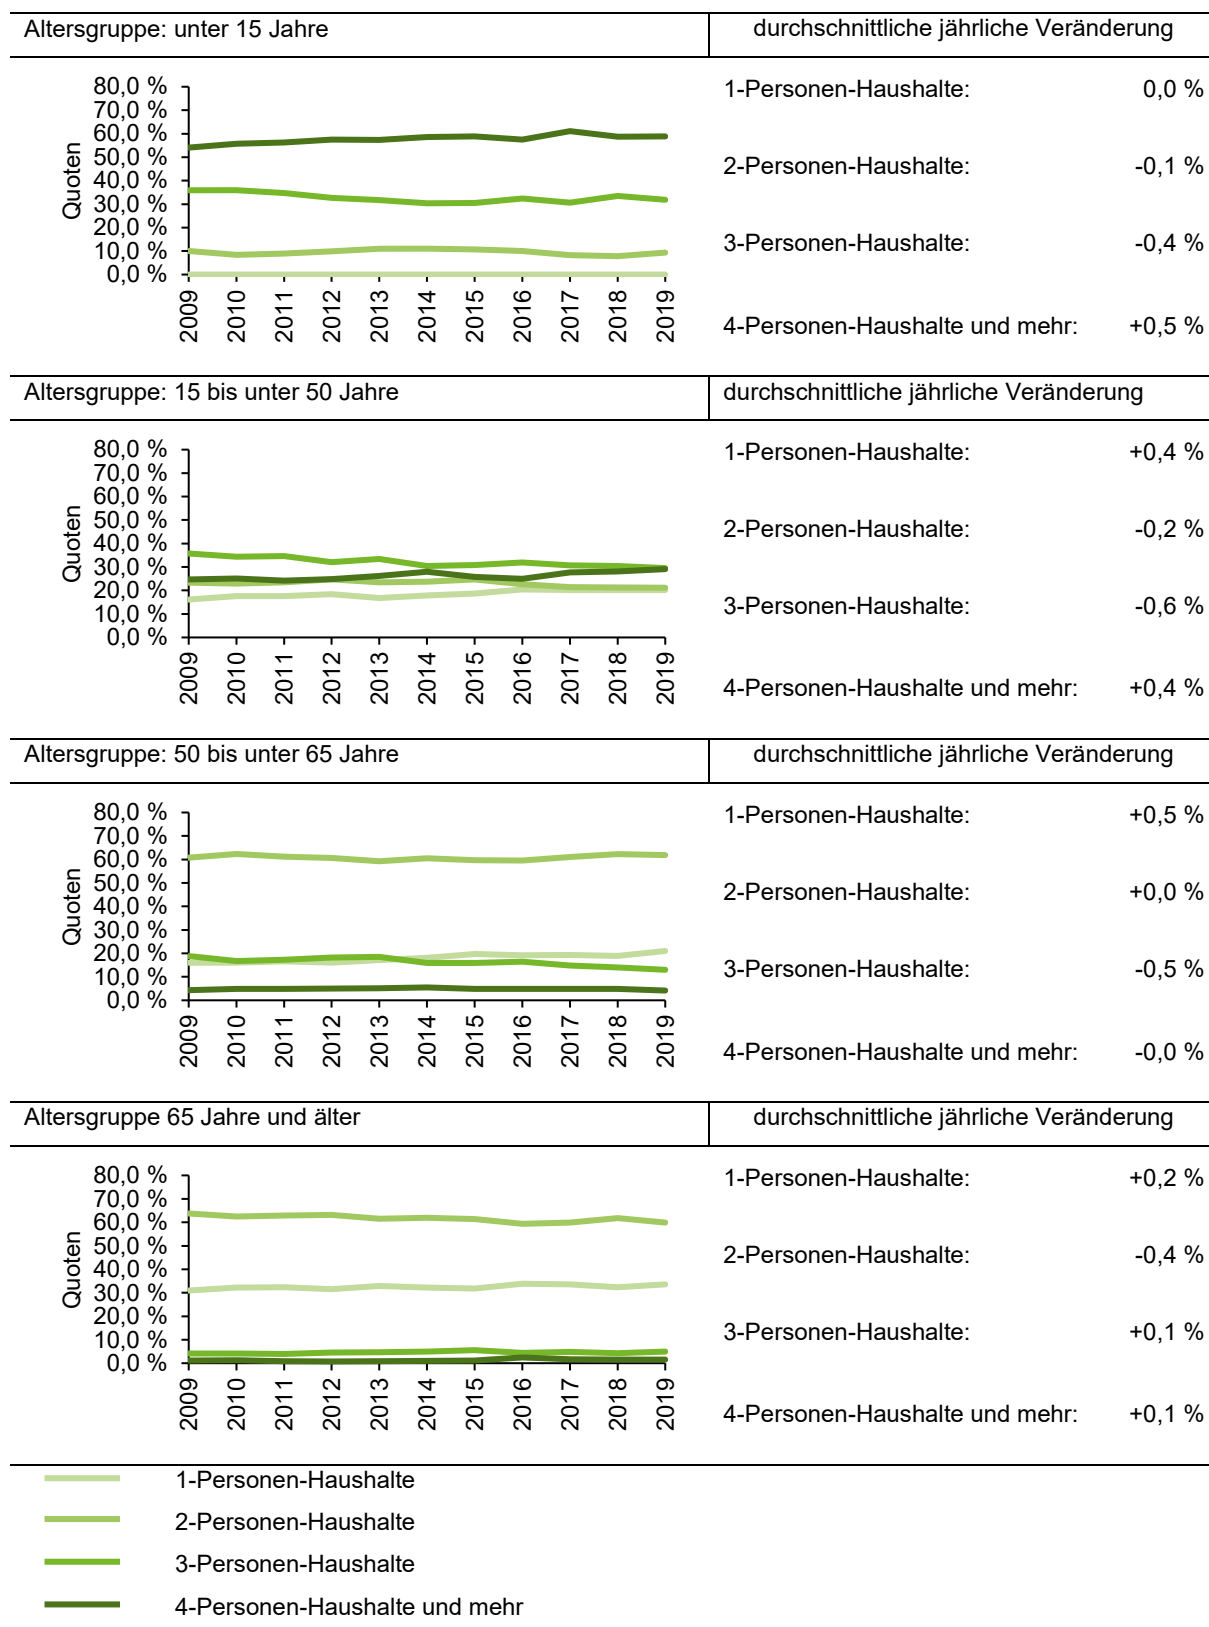 Altersgruppe: unter 15 Jahre
durchschnittliche jährliche Veränderung
80,0 %
70,0 %
60,0 %
50,0 %
40,0 %
30,0 %
20,0 %
10,0 %
0,0 %
Quoten
2009 2010 2011 2012 2013 2014 2015 2016 2017 2018 2019
1-Personen-Haushalte: 0,0 %
2-Personen-Haushalte: -0,1 %
3-Personen-Haushalte: -0,4 %
4-Personen-Haushalte und mehr: +0,5 %
Altersgruppe: 15 bis unter 50 Jahre
durchschnittliche jährliche Veränderung
80,0 %
70,0 %
60,0 %
50,0 %
40,0 %
30,0 %
20,0 %
10,0 %
0,0 %
Quoten
2009 2010 2011 2012 2013 2014 2015 2016 2017 2018 2019
1-Personen-Haushalte: +0,4 %
2-Personen-Haushalte: -0,2 %
3-Personen-Haushalte: -0,6 %
4-Personen-Haushalte und mehr: +0,4 %
Altersgruppe: 50 bis unter 65 Jahre
durchschnittliche jährliche Veränderung
80,0 %
70,0 %
60,0 %
50,0 %
40,0 %
30,0 %
20,0 %
10,0 %
0,0 %
Quoten
2009 2010 2011 2012 2013 2014 2015 2016 2017 2018 2019
1-Personen-Haushalte: +0,5 %
2-Personen-Haushalte: +0,0 %
3-Personen-Haushalte: -0,5 %
4-Personen-Haushalte und mehr: -0,0 %
Altersgruppe 65 Jahre und älter
durchschnittliche jährliche Veränderung
80,0 %
70,0 %
60,0 %
50,0 %
40,0 %
30,0 %
20,0 %
10,0 %
0,0 %
Quoten
2009 2010 2011 2012 2013 2014 2015 2016 2017 2018 2019
1-Personen-Haushalte: +0,2 %
2-Personen-Haushalte: -0,4 %
3-Personen-Haushalte: +0,1 %
4-Personen-Haushalte und mehr: +0,1 %
1-Personen-Haushalte
2-Personen-Haushalte
3-Personen-Haushalte
4-Personen-Haushalte und mehr